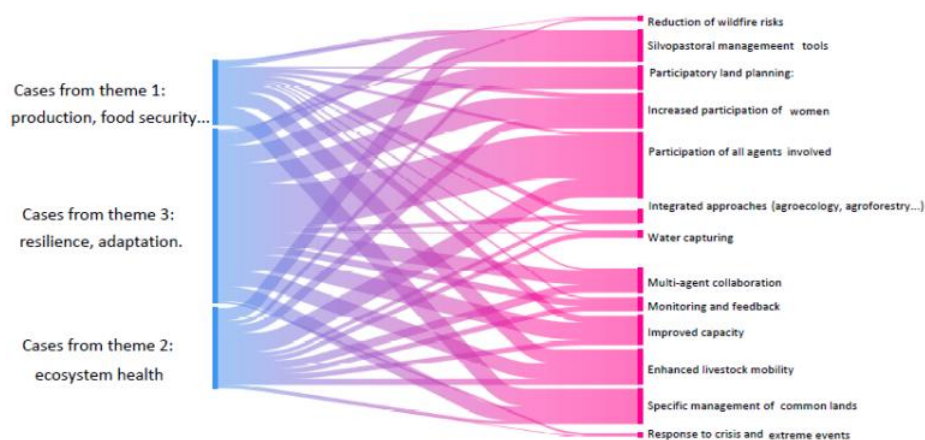 Cases from theme 1:
production, food security...
Cases from theme 3:
resilience, adaptation.
Cases from theme 2:
ecosystem health
Reduction of wildfire risks
Silvopastoral managemeent tools
Participatory land planning:
Increased participation of women
Participation of all agents involved
Integrated approaches (agroecology, agroforestry...)
Water capturing
Multi-agent collaboration
Monitoring and feedback
Improved capacity
Enhanced livestock mobility
Specific management of common lands
Response to crisis and extreme events